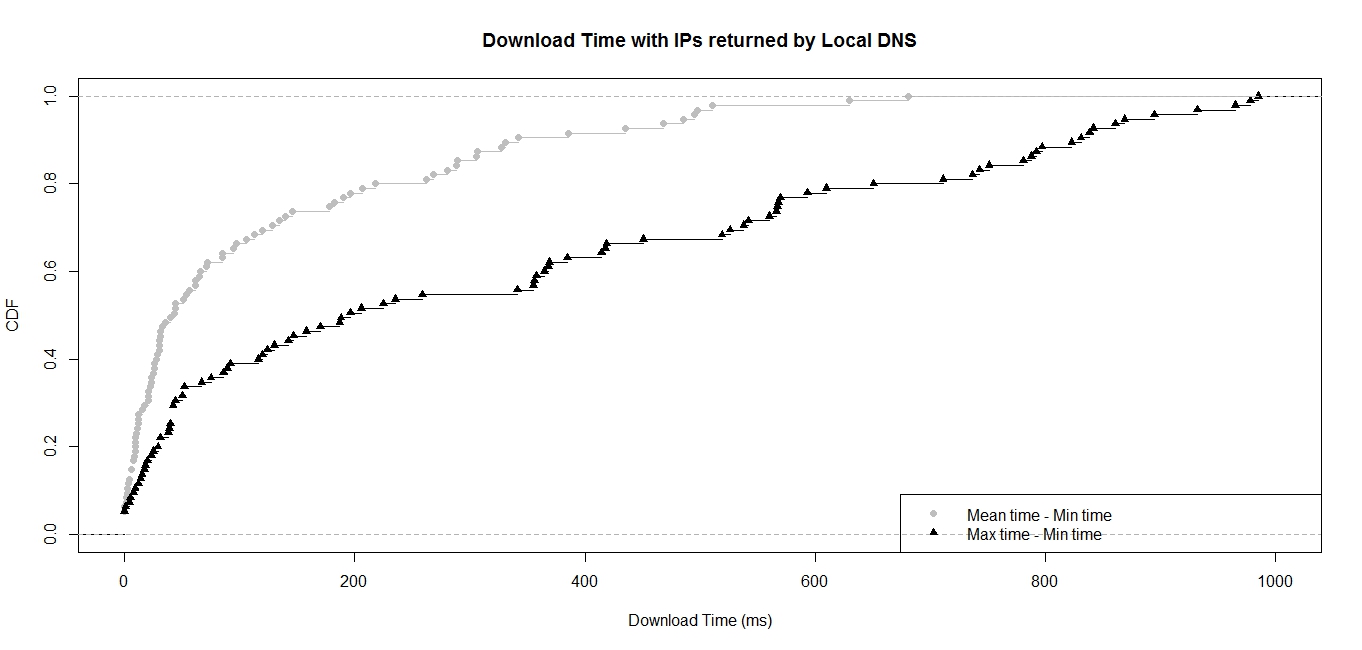 Download Time with IPs returned by Local DNS
1.0
0.8
0.6
0.4
0.2
0.0
CDF
Mean time - Min time
Max time - Min time
0 200 400 600 800 1000
Download Time (ms)